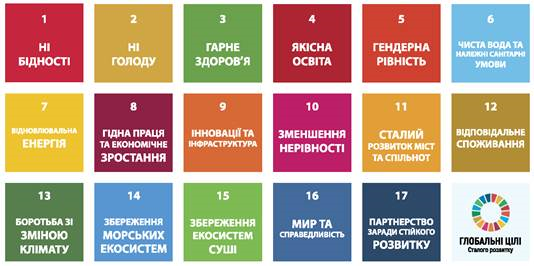 1
НІ
БІДНОСТІ
2
НІ
ГОЛОДУ
3
ГАРНЕ
ЗДОРОВ'Я
4
ЯКІСНА
ОСВІТА
5
ГЕНДЕРНА
РІВНІСТЬ
6
ЧИСТА ВОДА ТА
НАЛЕЖНІ САНІТАРНІ
УМОВИ
7
ВІДНОВЛЮВАЛЬНА
ЕНЕРГІЯ
8
ГІДНА ПРАЦЯ
ТА ЕКОНОМІЧНЕ
ЗРОСТАННЯ
9
ІННОВАЦІЇ ТА
ІНФРАСТРУКТУРА
10
ЗМЕНШЕННЯ
НЕРІВНОСТІ
11
СТАЛИЙ
РОЗВИТОК МІСТ
ТА СПІЛЬНОТ
12
ВІДПОВІДАЛЬНЕ
СПОЖИВАННЯ
13
БОРОТЬБА ЗІ
ЗМІНОЮ
КЛІМАТУ
14
ЗБЕРЕЖЕННЯ
МОРСЬКИХ
ЕКОСИСТЕМ
15
ЗБЕРЕЖЕННЯ
ЕКОСИСТЕМ
СУШІ
16
МИР ТА
СПРАВЕДЛИВІСТЬ
17
ПАРТНЕРСТВО
ЗАРАДИ СТІЙКОГО
РОЗВИТКУ
ГЛОБАЛЬНІ ЦІЛІ
Сталого розвитку